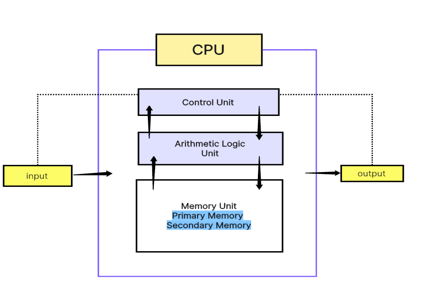 CPU
Control Unit
Arithmetic Logic
Unit
input
output
Memory Unit
Primary Memory
Secondary Memory